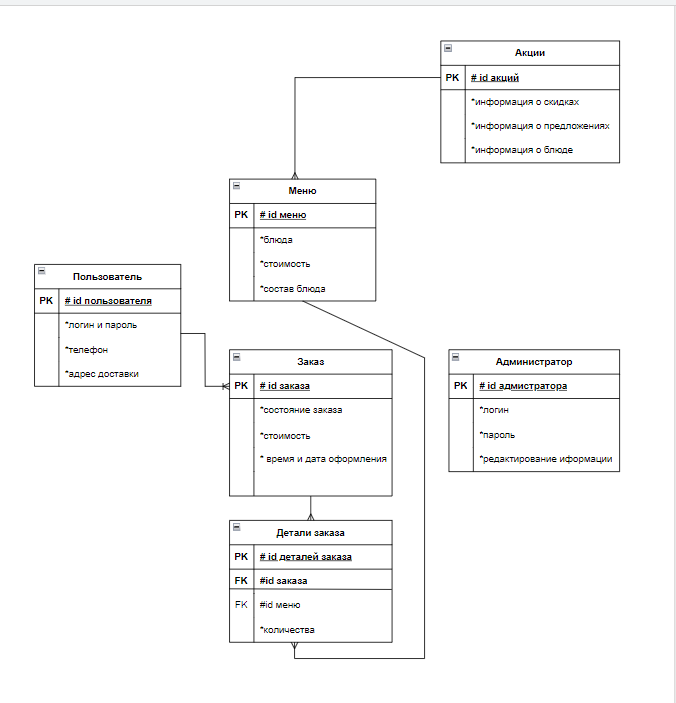 Акции
PK # id акций
*информация о скидках
*информация о предложениях
*информация о блюде
Меню
PK # id меню
*блюда
*стоимость
*состав блюда
Пользователь
PK # id пользователя
*логин и пароль
*телефон
*адрес доставки
Заказ
PK # id заказа
*состояние заказа
*стоимость
* время и дата оформления
Администратор
PK # id адмистратора
*логин
*пароль
*редактирование иформации
Детали заказа
PK # id деталей заказа
FK #id заказа
FK #id меню
*количества